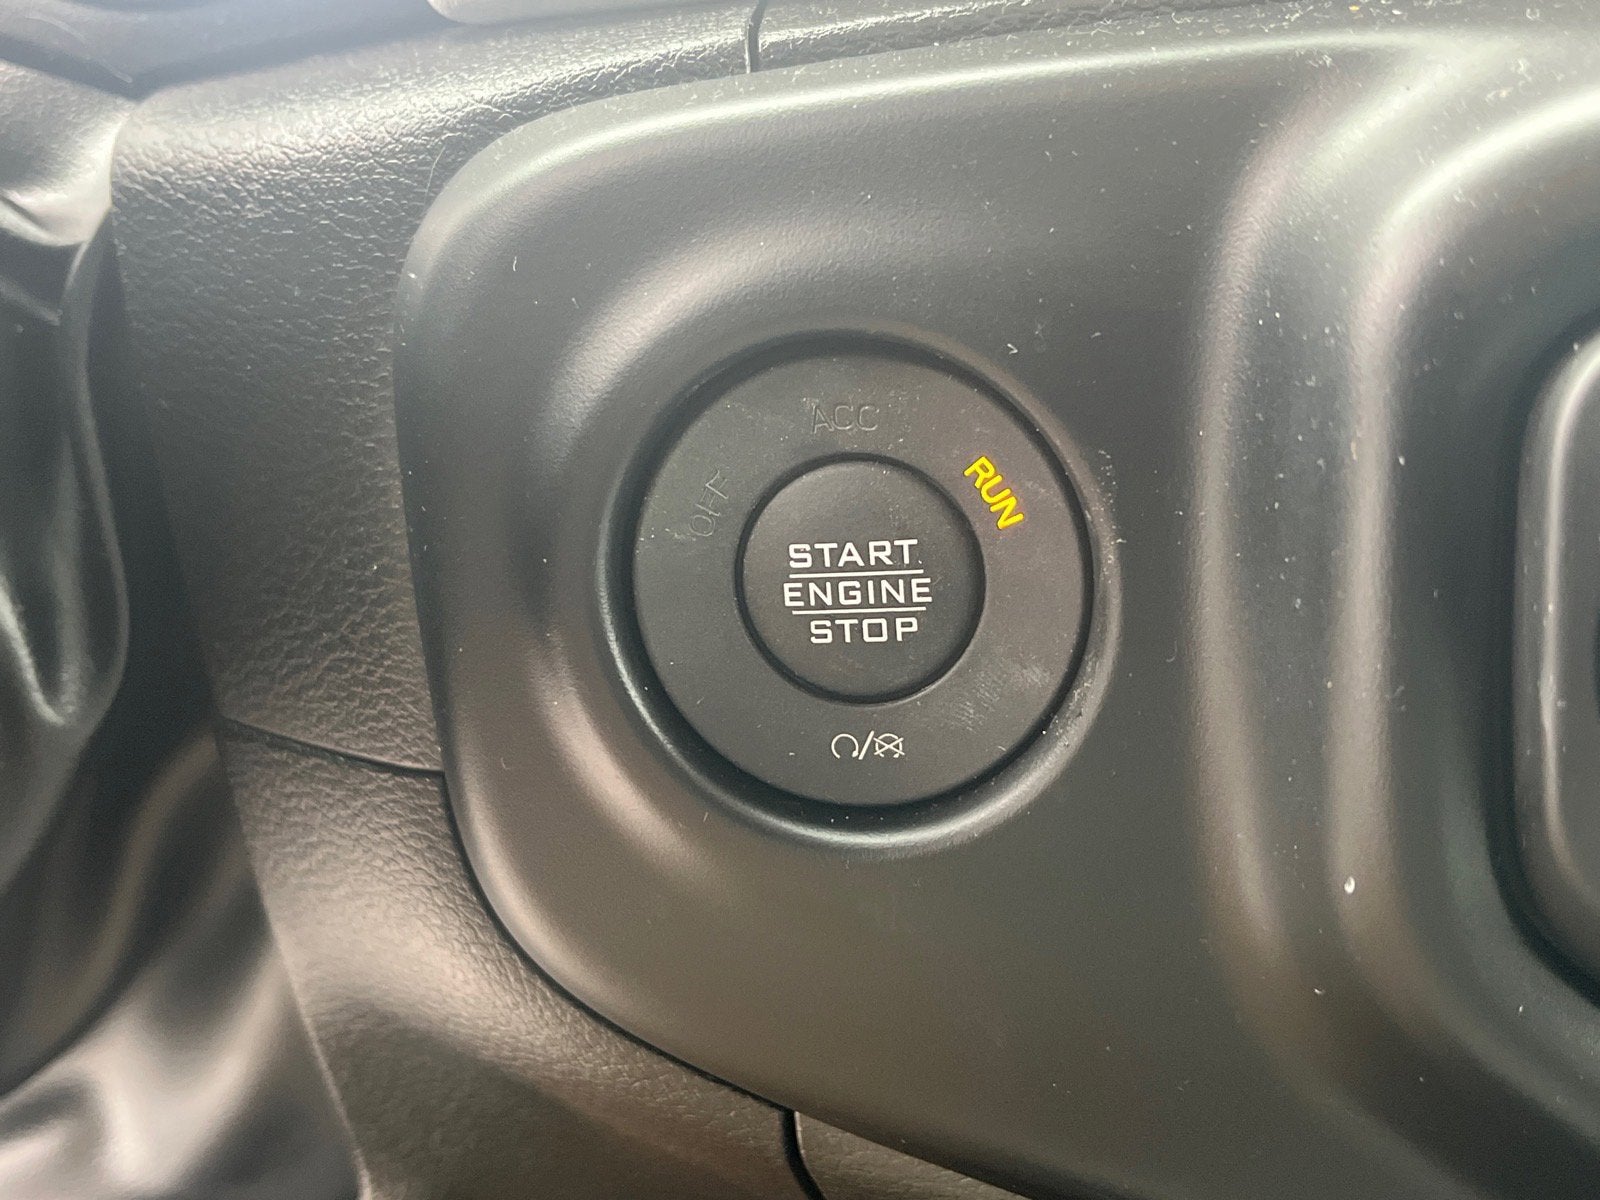 ACC
OFF
RUN
START
ENGINE
STOP